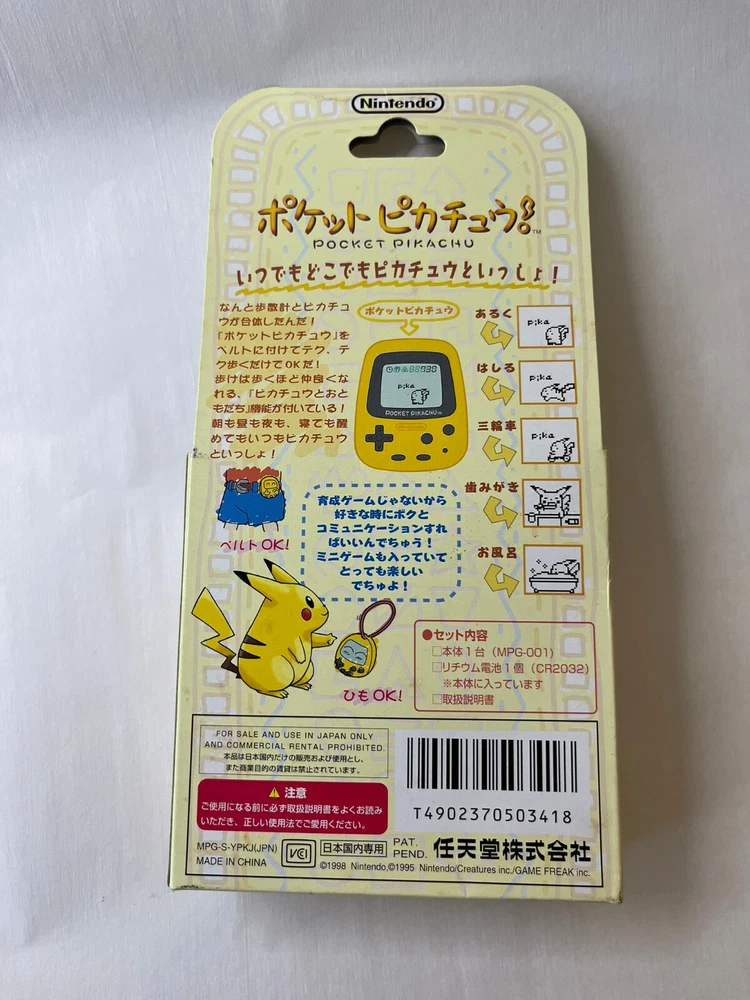 Nintendo
ポケットピカチュウ! TM
POCKET PIKACHU
いつでもどこでもピカチュウといっしょ!
なんと歩数計とピカチュ
ウが合体したんだ!
「ポケットピカチュウ」を
ベルトに付けてテク、テ
ク歩くだけでOKだ!
歩けば歩くほど仲良くな
れる、「ピカチュウとおと
もだち」機能が付いている!
朝も昼も夜も、寝ても醒
めてもいつもピカチュウ
といっしょ!
ポケットピカチュウ
pika
POCKET PIKACHU
Nintendo
あるく
pika
はしる
pika
三輪車
pika
歯みがき
お風呂
ベルトOK!
育成ゲームじゃないから
好きな時にボクと
コミュニケーションすれ
ばいいんでちゅう!
ミニゲームも入っていて
とっても楽しい
でちゅよ!
ひもOK!
●セット内容
□本体1台(MPG-001)
□リチウム電池1個(CR2032)
※本体に入っています
□取扱説明書
FOR SALE AND USE IN JAPAN ONLY
AND COMMERCIAL RENTAL PROHIBITED.
本品は日本国内だけの販売および使用とし、
また商業目的の賃貸は禁止されています。
⚠注意
ご使用になる前に必ず取扱説明書をよくお読み
いただき、正しい使用法でご愛用ください。
T4902370503418
MPG-S-YPKJ(JPN)
MADE IN CHINA
VCI
日本国内専用
PAT.
PEND.
任天堂株式会社
©1998 Nintendo,©1995 Nintendo/Creatures inc./GAME FREAK inc.